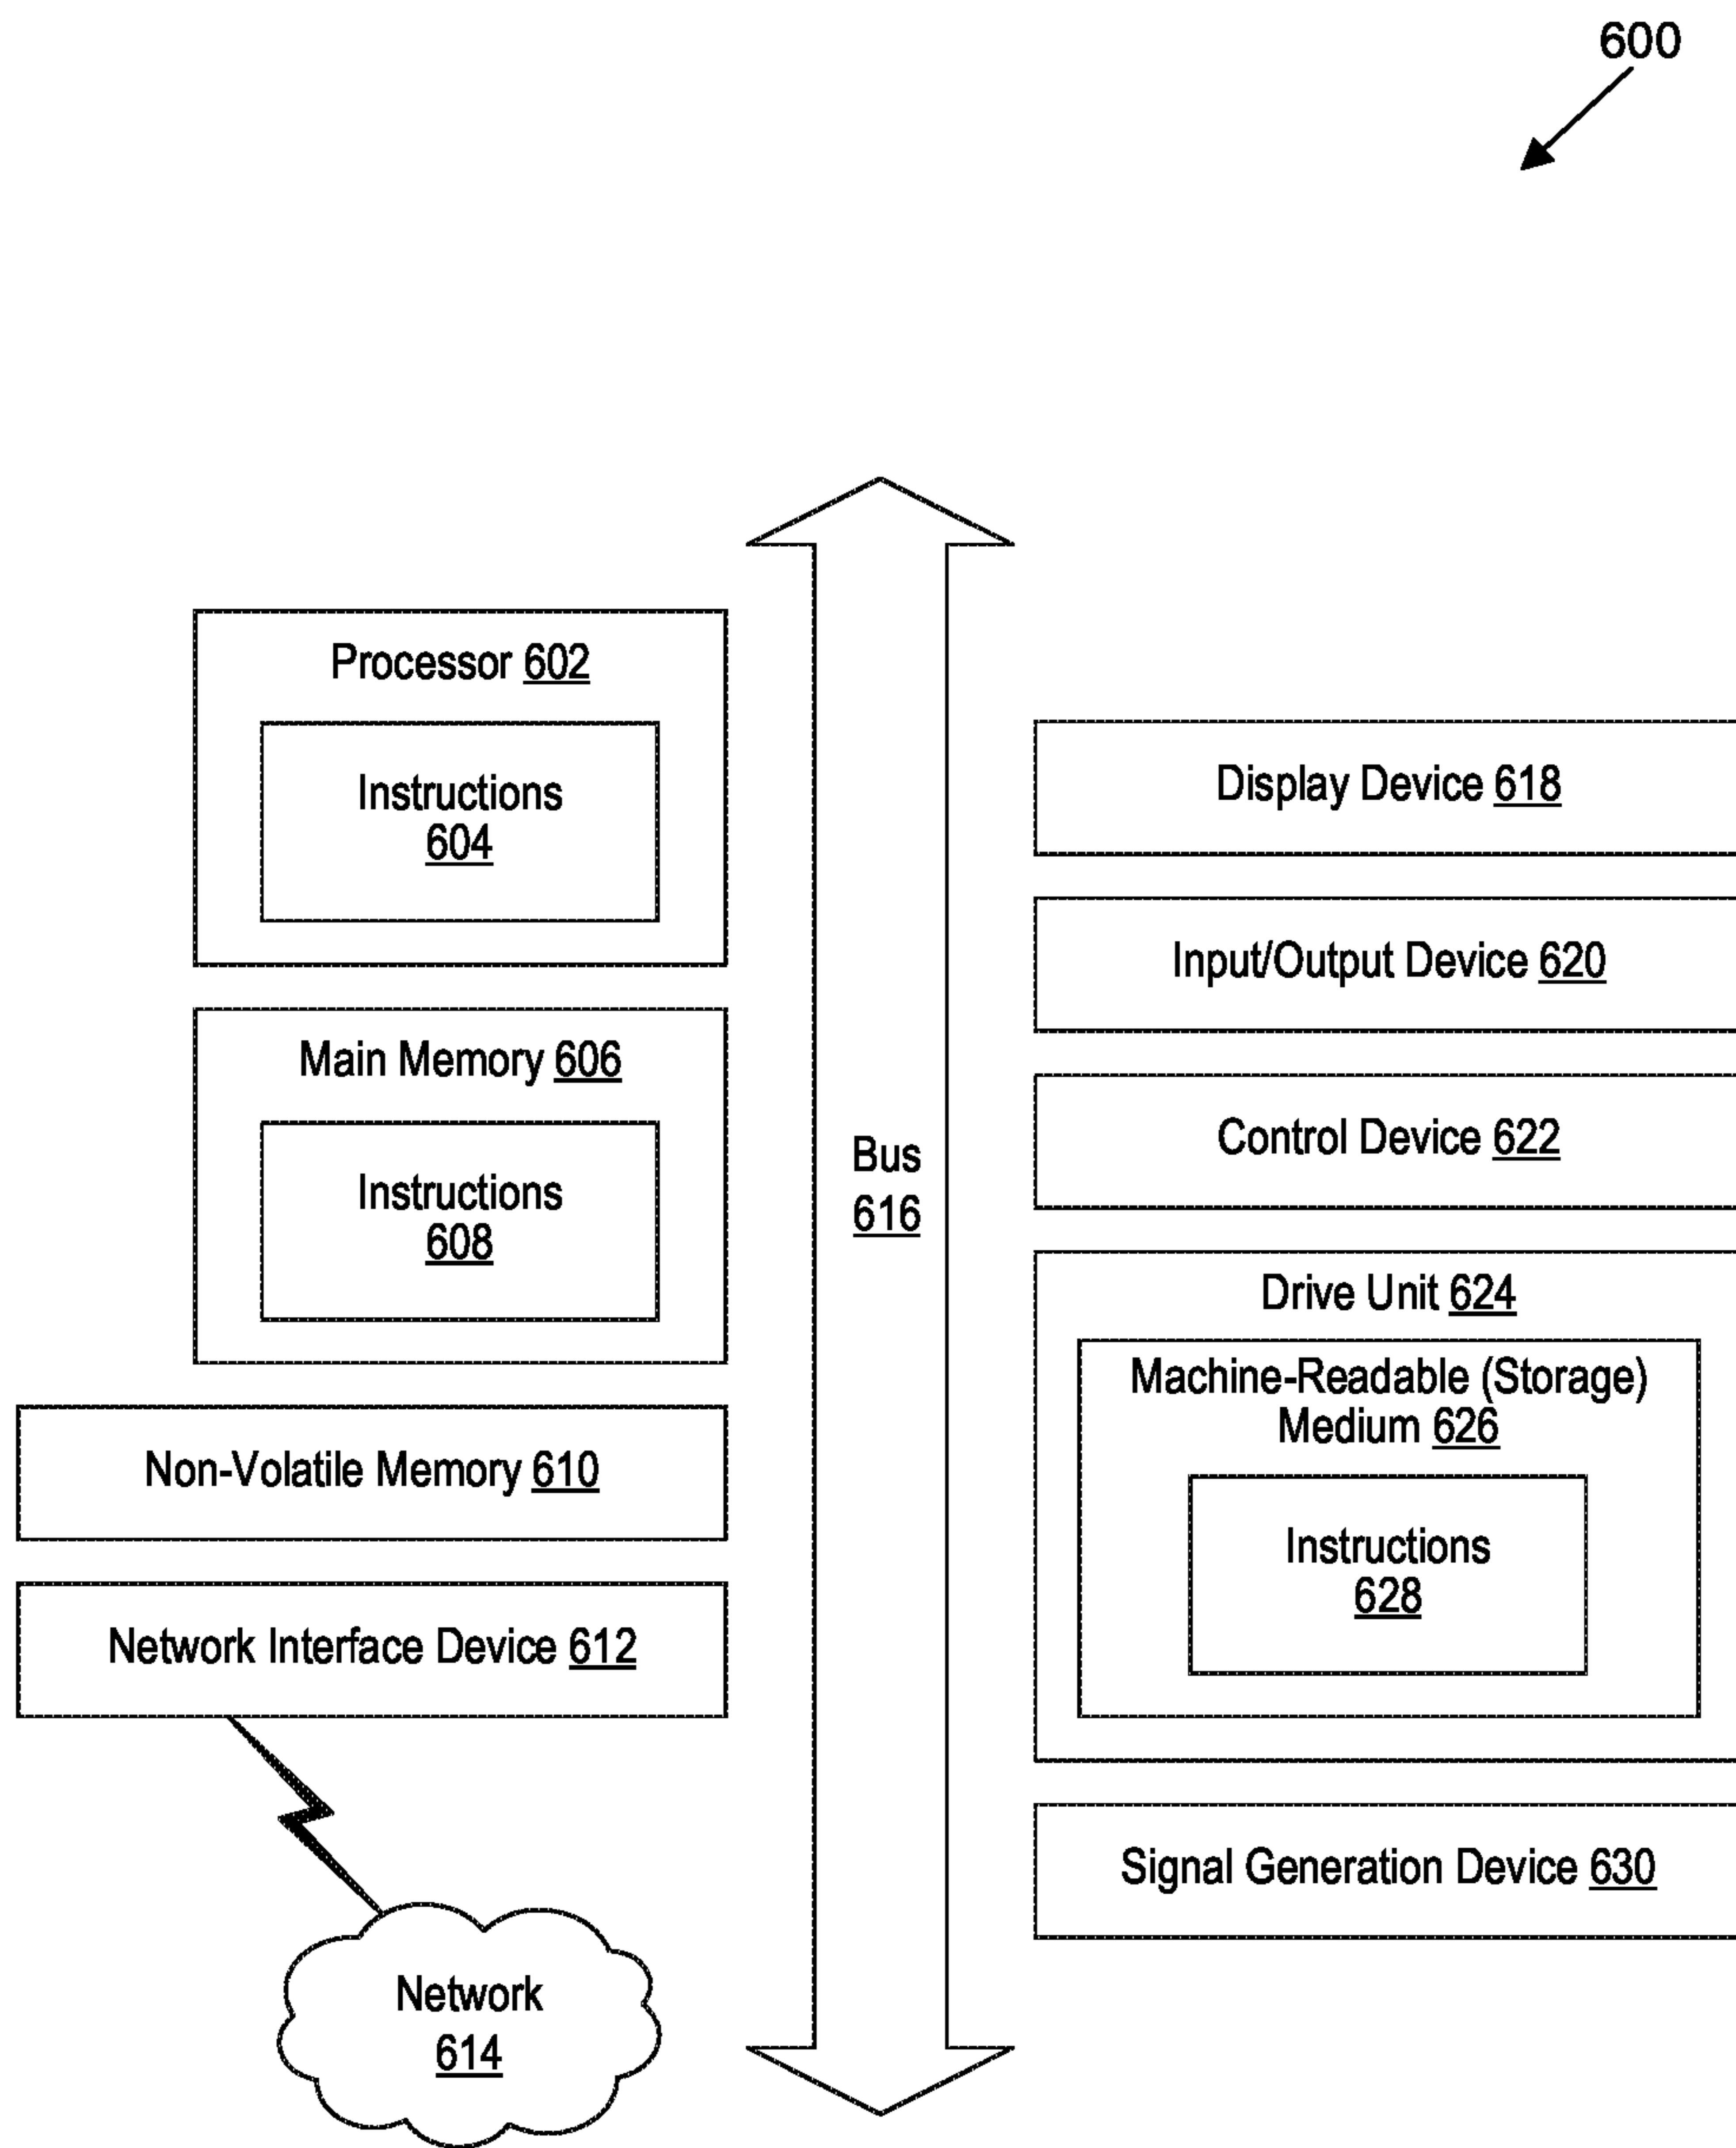 600
Processor 602
Instructions
604
Main Memory 606
Instructions
608
Non-Volatile Memory 610
Network Interface Device 612
Network
614
Bus
616
Display Device 618
Input/Output Device 620
Control Device 622
Drive Unit 624
Machine-Readable (Storage)
Medium 626
Instructions
628
Signal Generation Device 630